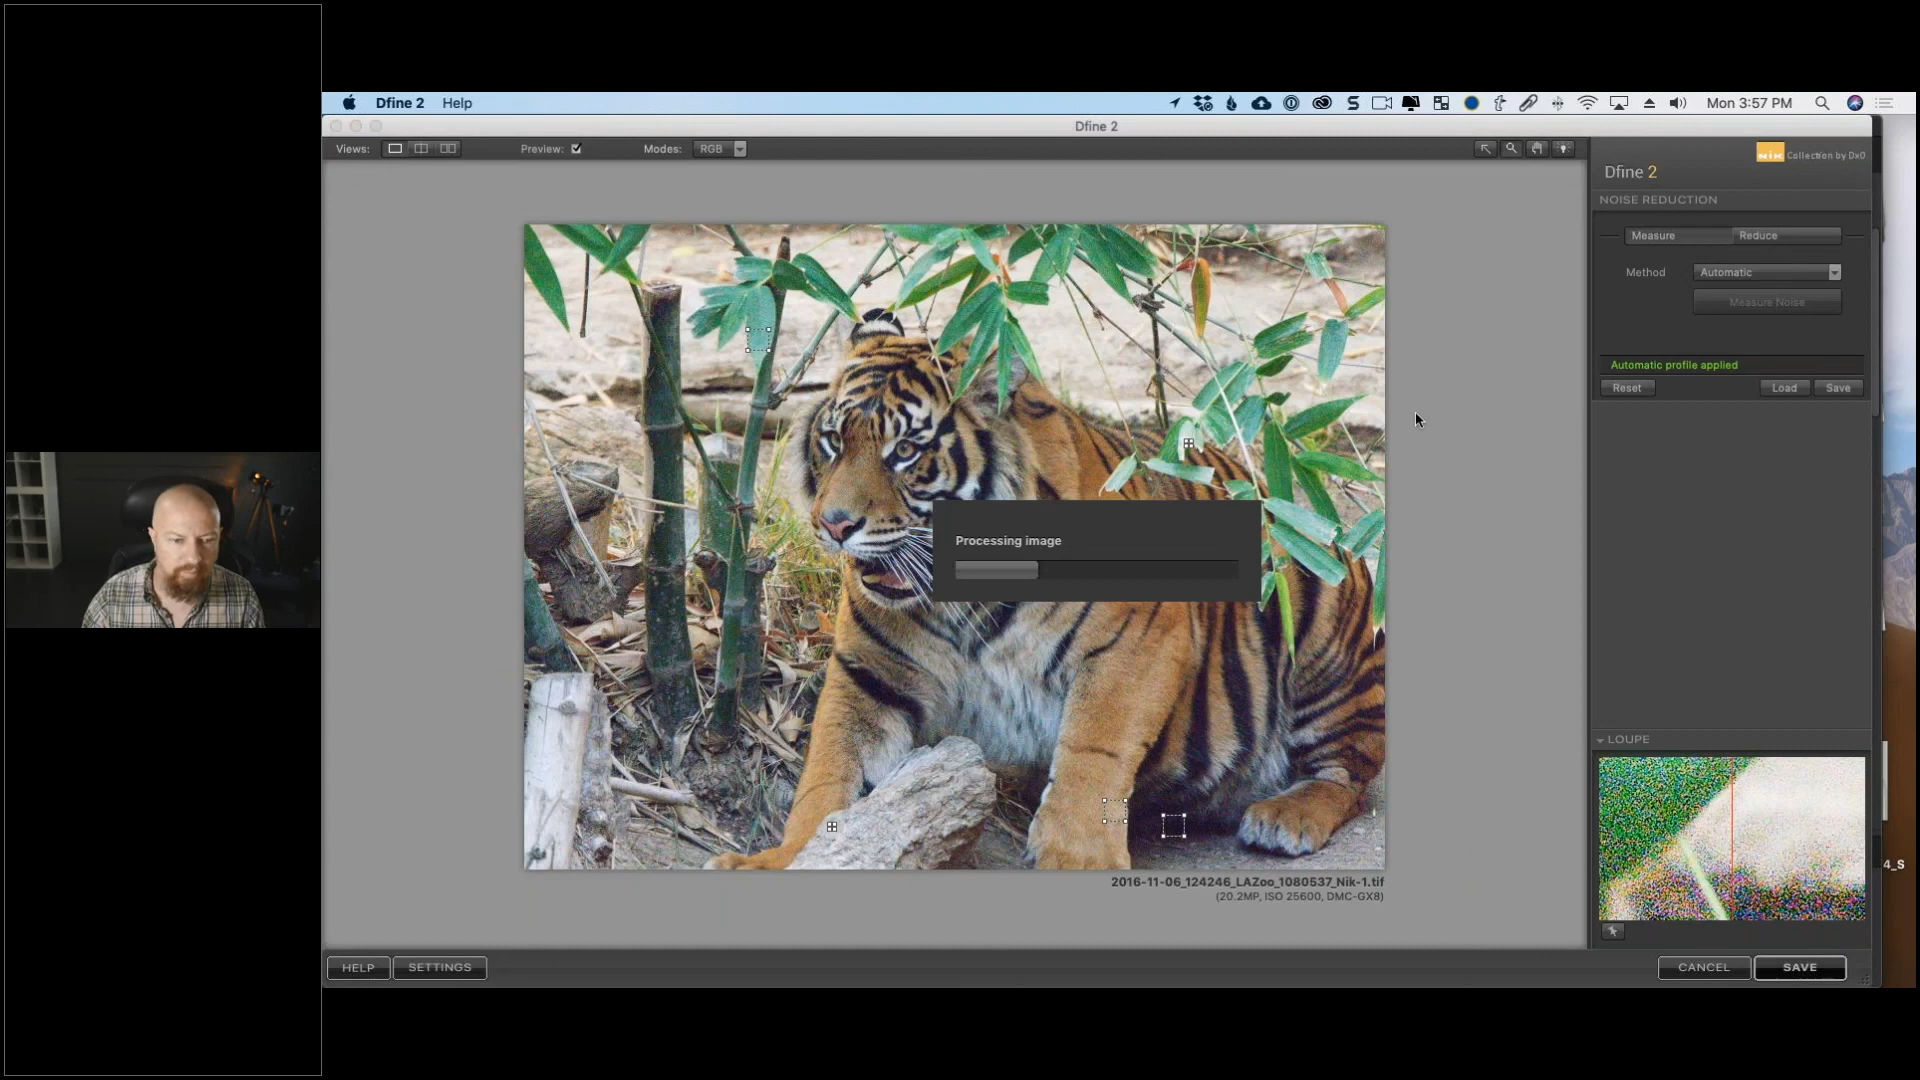 Dfine 2 Help Mon 3:57 PM
Dfine 2
Views: Preview: Modes: RGB
nik Collection by DxO
Dfine 2
NOISE REDUCTION
Measure Reduce
Method Automatic
Measure Noise
Automatic profile applied
Reset Load Save
Processing image
LOUPE
4_S
2016-11-06_124246_LAZoo_1080537_Nik-1.tif
(20.2MP, ISO 25600, DMC-GX8)
HELP SETTINGS CANCEL SAVE